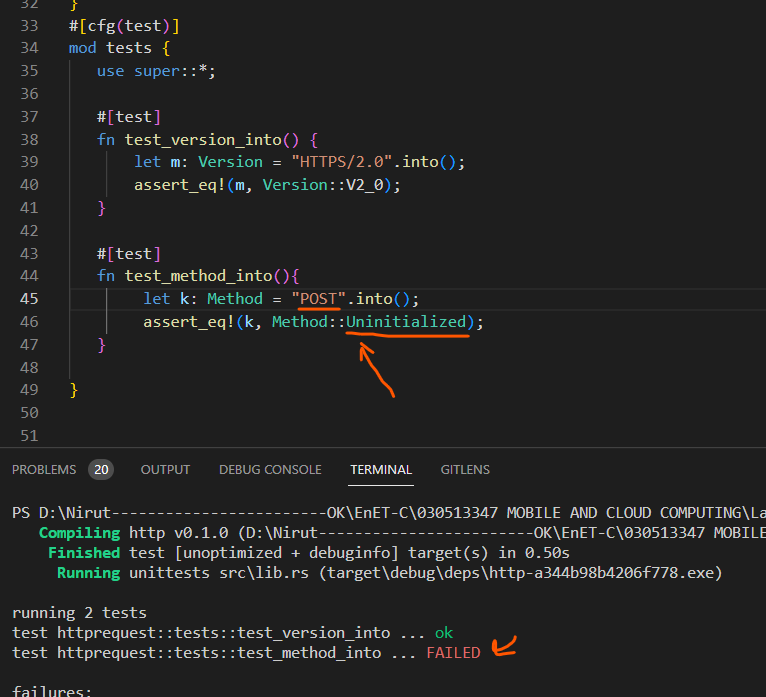 32 }
33 #[cfg(test)]
34 mod tests {
35 use super::*;
36
37 #[test]
38 fn test_version_into() {
39 let m: Version = "HTTPS/2.0".into();
40 assert_eq!(m, Version::V2_0);
41 }
42
43 #[test]
44 fn test_method_into(){
45 let k: Method = "POST".into();
46 assert_eq!(k, Method::Uninitialized);
47 }
48
49 }
50
51
PROBLEMS 20 OUTPUT DEBUG CONSOLE TERMINAL GITLENS
PS D:\Nirut------------------------OK\EnET-C\030513347 MOBILE AND CLOUD COMPUTING\La
Compiling http v0.1.0 (D:\Nirut------------------------OK\EnET-C\030513347 MOBILE
Finished test [unoptimized + debuginfo] target(s) in 0.50s
Running unittests src\lib.rs (target\debug\deps\http-a344b98b4206f778.exe)
running 2 tests
test httprequest::tests::test_version_into ... ok
test httprequest::tests::test_method_into ... FAILED
failures: